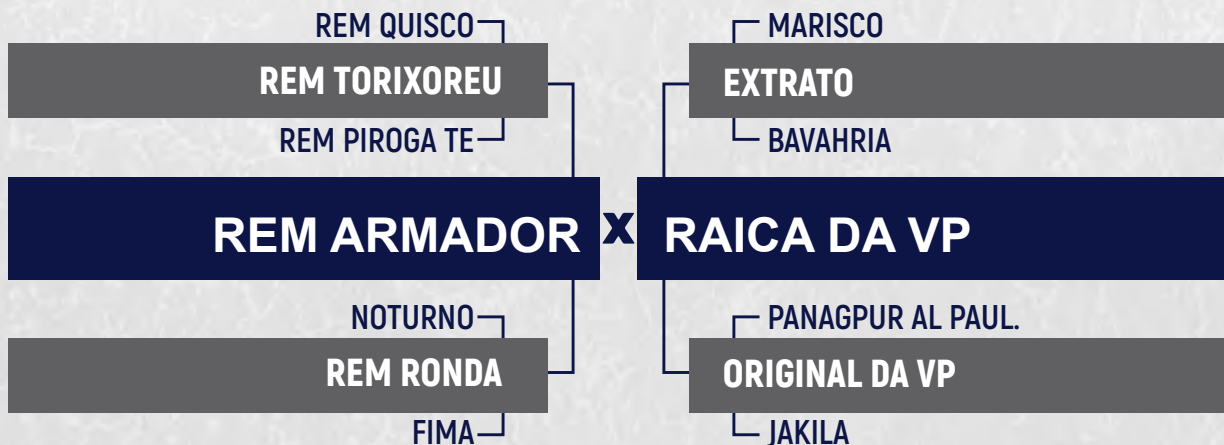 REM QUISCO
MARISCO
REM TORIXOREU
EXTRATO
REM PIROGA TE
BAVAHRIA
REM ARMADOR X RAICA DA VP
NOTURNO
PANAGPUR AL PAUL.
REM RONDA
ORIGINAL DA VP
FIMA
JAKILA